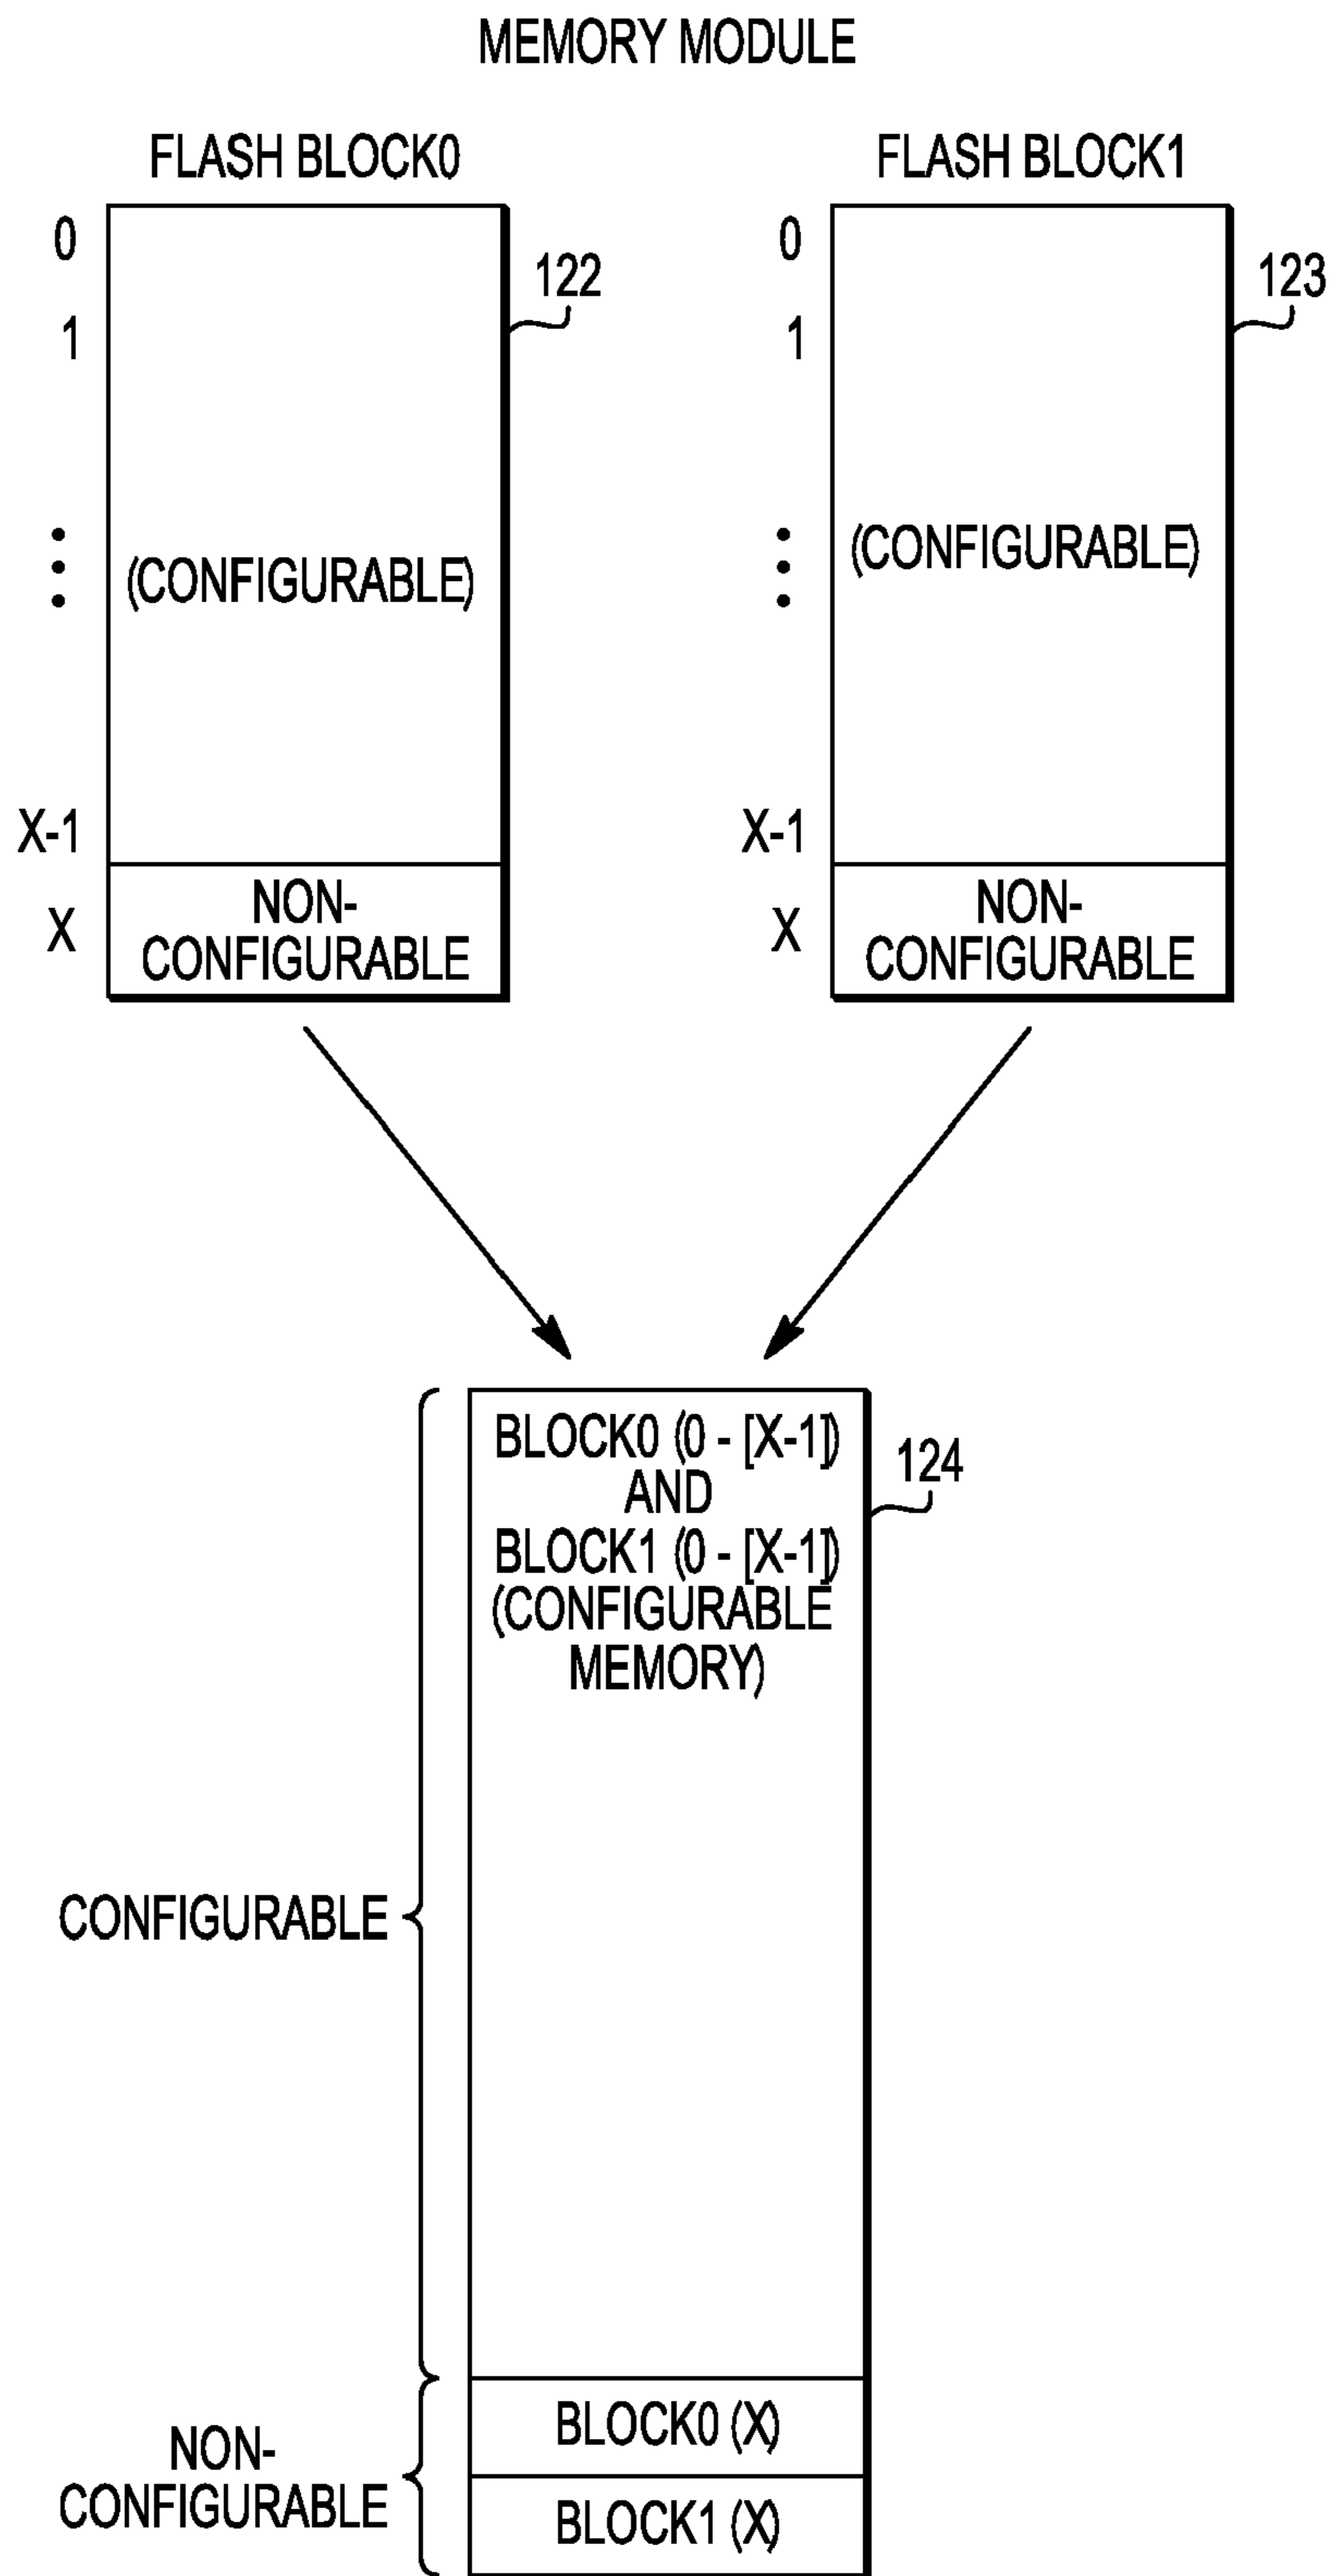 MEMORY MODULE
FLASH BLOCK0
FLASH BLOCK1
0
1
X-1
X
122
(CONFIGURABLE)
NON-
CONFIGURABLE
0
1
X-1
X
123
(CONFIGURABLE)
NON-
CONFIGURABLE
BLOCK0 (0 - [X-1])
AND
BLOCK1 (0 - [X-1])
(CONFIGURABLE
MEMORY)
124
CONFIGURABLE
NON-
CONFIGURABLE
BLOCK0 (X)
BLOCK1 (X)